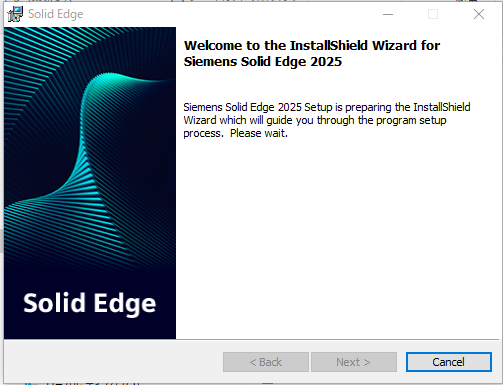 Solid Edge
Welcome to the InstallShield Wizard for
Siemens Solid Edge 2025
Siemens Solid Edge 2025 Setup is preparing the InstallShield
Wizard which will guide you through the program setup
process.  Please wait.
Solid Edge
< Back
Next >
Cancel